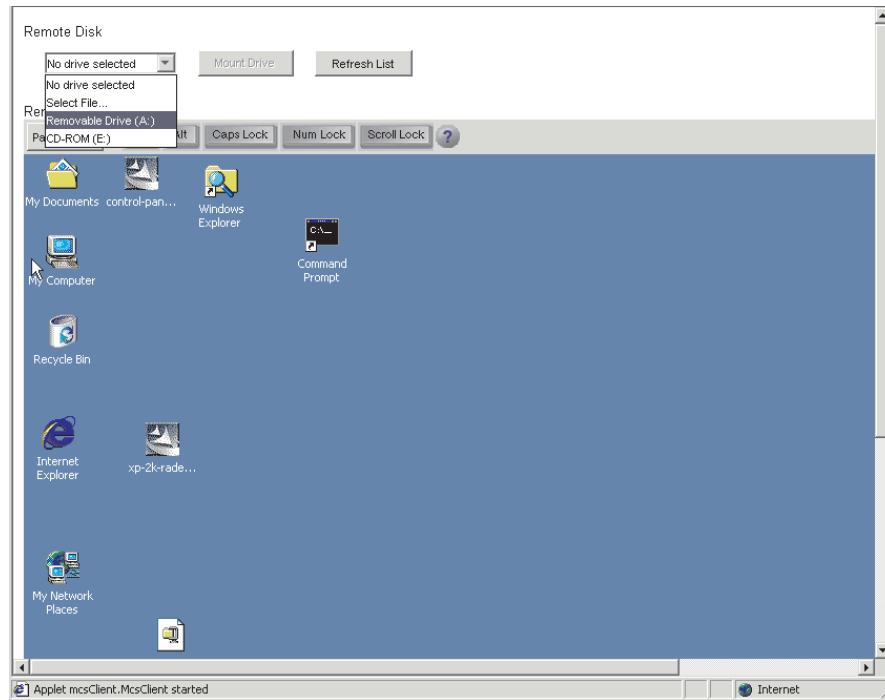 Remote Disk
No drive selected
Mount Drive
Refresh List
No drive selected
Select File...
Removable Drive (A:)
CD-ROM (E:)
Caps Lock
Num Lock
Scroll Lock
?
My Documents
control-pan...
Windows
Explorer
C:\_
Command
Prompt
My Computer
Recycle Bin
Internet
Explorer
xp-2k-rade...
My Network
Places
Applet mcsClient.McsClient started
Internet